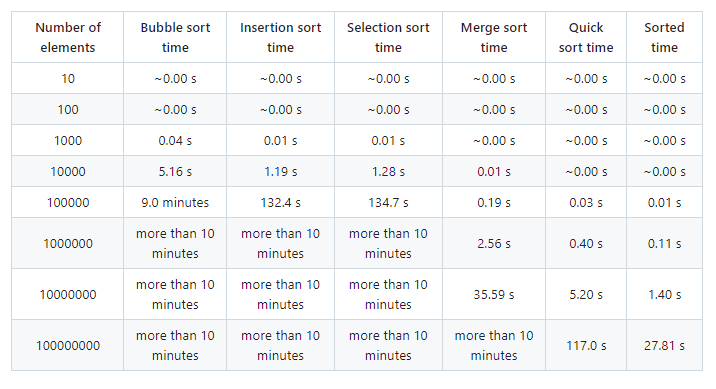 Number of elements Bubble sort time Insertion sort time Selection sort time Merge sort time Quick sort time Sorted time
10 ~0.00 s ~0.00 s ~0.00 s ~0.00 s ~0.00 s ~0.00 s
100 ~0.00 s ~0.00 s ~0.00 s ~0.00 s ~0.00 s ~0.00 s
1000 0.04 s 0.01 s 0.01 s ~0.00 s ~0.00 s ~0.00 s
10000 5.16 s 1.19 s 1.28 s 0.01 s ~0.00 s ~0.00 s
100000 9.0 minutes 132.4 s 134.7 s 0.19 s 0.03 s 0.01 s
1000000 more than 10 minutes more than 10 minutes more than 10 minutes 2.56 s 0.40 s 0.11 s
10000000 more than 10 minutes more than 10 minutes more than 10 minutes 35.59 s 5.20 s 1.40 s
100000000 more than 10 minutes more than 10 minutes more than 10 minutes more than 10 minutes 117.0 s 27.81 s